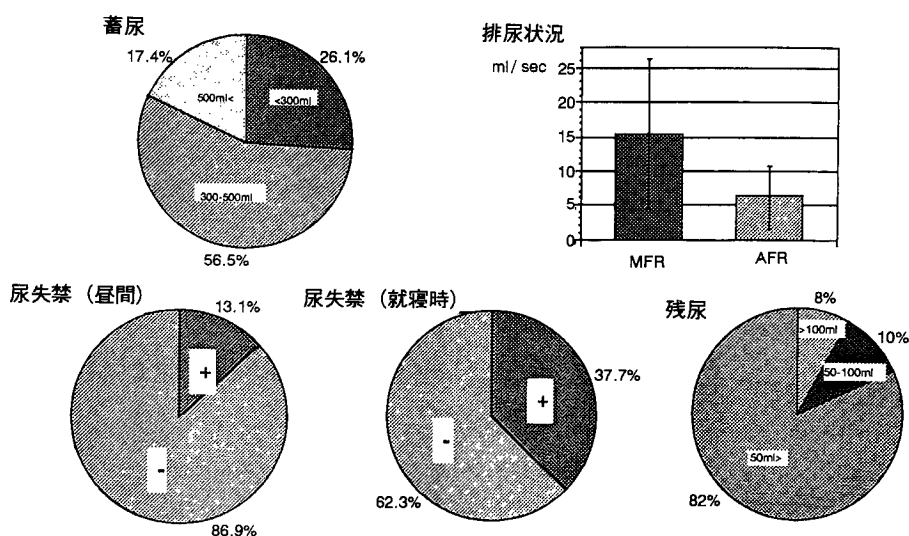 蓄尿
17.4%
26.1%
500ml<
<300ml
300-500ml
56.5%
排尿状況
ml / sec
25
20
15
10
5
0
MFR
AFR
尿失禁（昼間）
13.1%
+
-
86.9%
尿失禁（就寝時）
37.7%
+
-
62.3%
残尿
8%
>100ml
10%
50-100ml
50ml>
82%